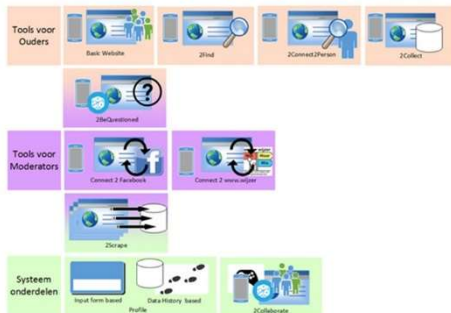 Tools voor
Ouders
Basic Website
2Find
2Connect2Person
2Collect
2BeQuestioned
Tools voor
Moderators
Connect 2 Facebook
Connect 2
2Scrape
Systeem
onderdelen
Input form based
Data History based
Profile
2Collaborate